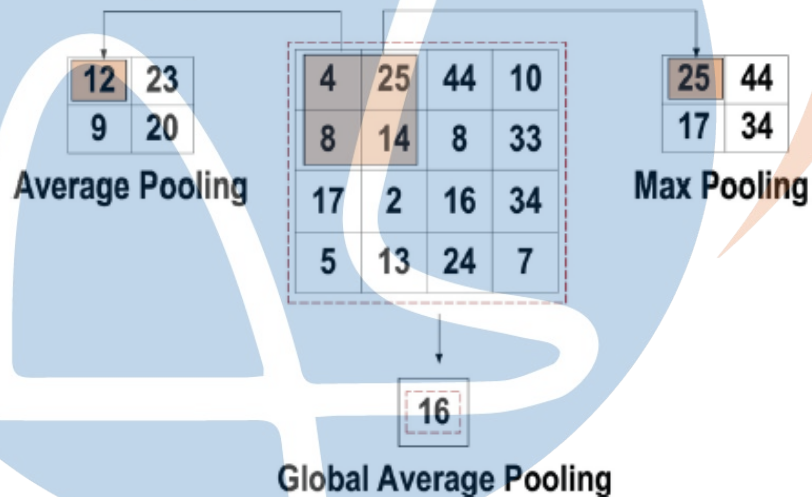 12 23
9 20
Average Pooling
4 25 44 10
8 14 8 33
17 2 16 34
5 13 24 7
25 44
17 34
Max Pooling
16
Global Average Pooling